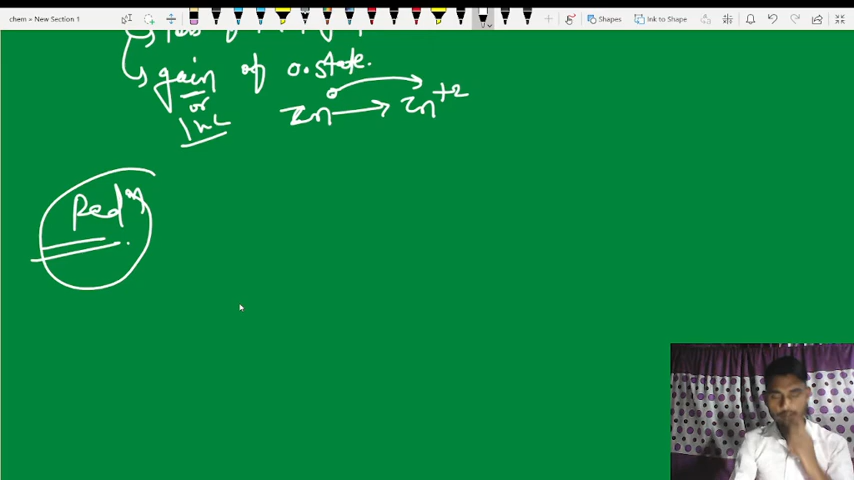 chem « New Section 1
Shapes Ink to Shape
gain of o.state.
or
Inc
Zn → Zn+2
Redn